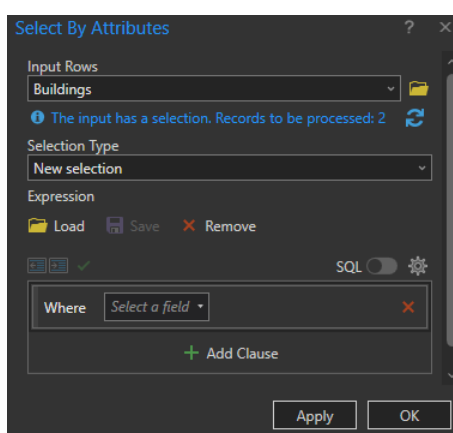 Select By Attributes ?
Input Rows
Buildings
The input has a selection. Records to be processed: 2
Selection Type
New selection
Expression
Load Save Remove
SQL
Where Select a field
+ Add Clause
Apply OK